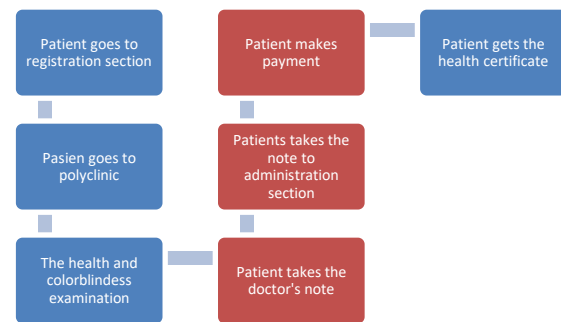 Patient goes to
registration section
Pasien goes to
polyclinic
The health and
colorblindess
examination
Patient takes the
doctor's note
Patients takes the
note to
administration
section
Patient makes
payment
Patient gets the
health certificate